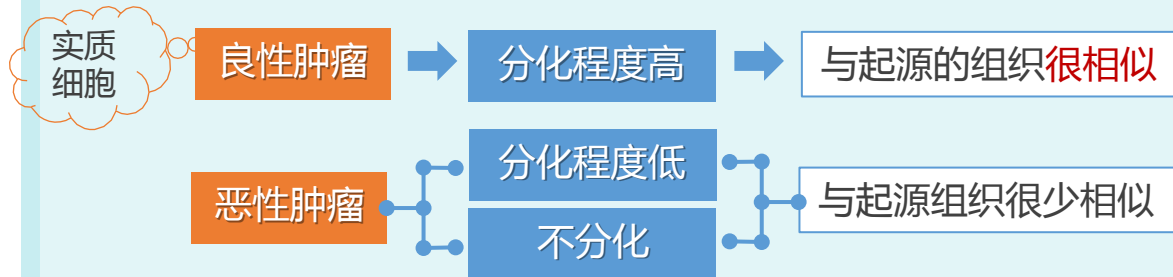 实质
细胞
良性肿瘤
分化程度高
与起源的组织很相似
恶性肿瘤
分化程度低
不分化
与起源组织很少相似